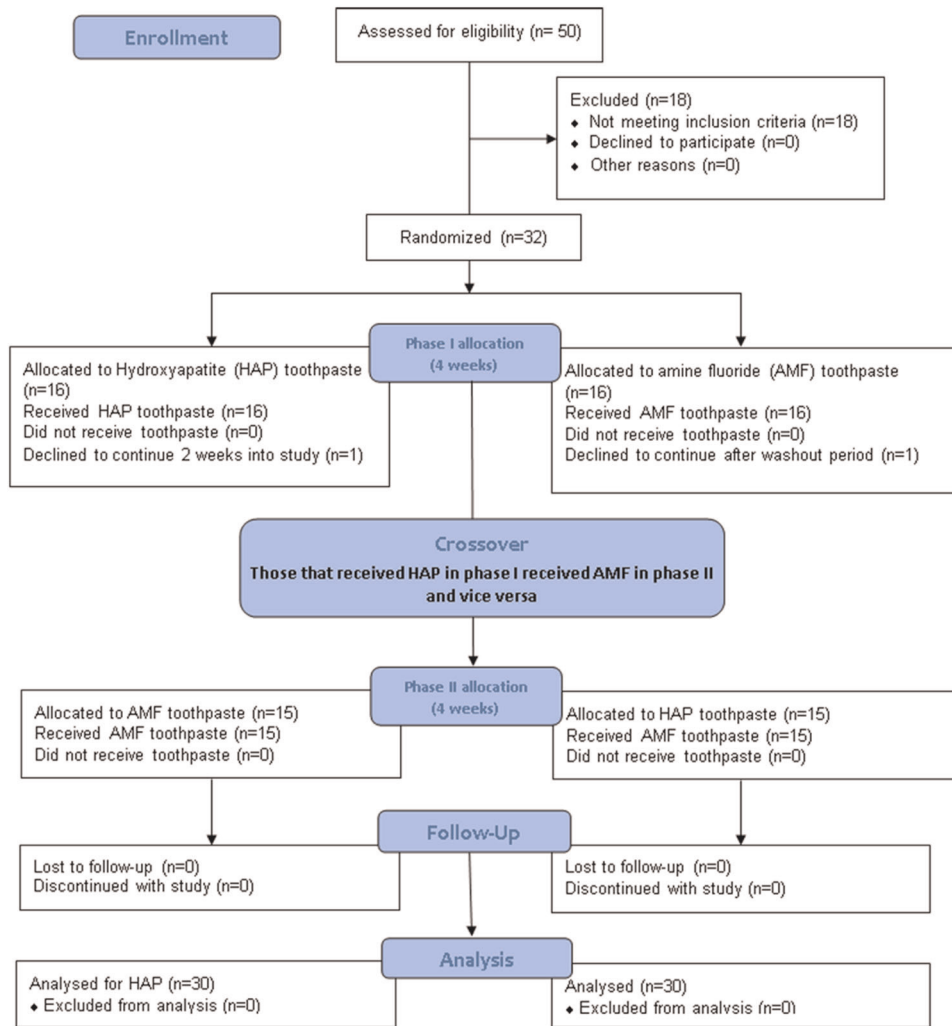 Enrollment
Assessed for eligibility (n= 50)
Excluded (n=18)
♦ Not meeting inclusion criteria (n=18)
♦ Declined to participate (n=0)
♦ Other reasons (n=0)
Randomized (n=32)
Phase I allocation
(4 weeks)
Allocated to Hydroxyapatite (HAP) toothpaste
(n=16)
Received HAP toothpaste (n=16)
Did not receive toothpaste (n=0)
Declined to continue 2 weeks into study (n=1)
Allocated to amine fluoride (AMF) toothpaste
(n=16)
Received AMF toothpaste (n=16)
Did not receive toothpaste (n=0)
Declined to continue after washout period (n=1)
Crossover
Those that received HAP in phase I received AMF in phase II
and vice versa
Phase II allocation
(4 weeks)
Allocated to AMF toothpaste (n=15)
Received AMF toothpaste (n=15)
Did not receive toothpaste (n=0)
Allocated to HAP toothpaste (n=15)
Received AMF toothpaste (n=15)
Did not receive toothpaste (n=0)
Follow-Up
Lost to follow-up (n=0)
Discontinued with study (n=0)
Lost to follow-up (n=0)
Discontinued with study (n=0)
Analysis
Analysed for HAP (n=30)
♦ Excluded from analysis (n=0)
Analysed (n=30)
♦ Excluded from analysis (n=0)